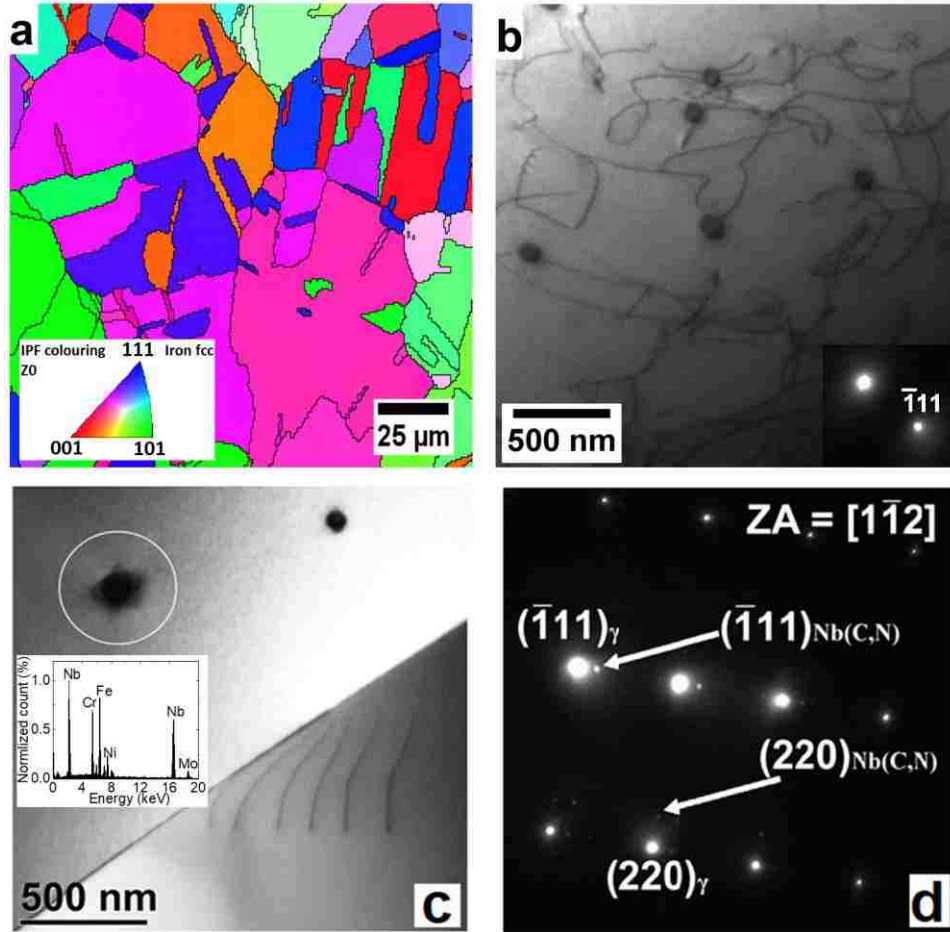 a
IPF colouring 111 Iron fcc
Z0
001 101
25 µm
b
500 nm
1̅11
c
Normlized count (%)
1.0
0.5
0.0
Nb
Cr
Fe
Ni
Nb
Mo
0 4 8 12 16 20
Energy (keV)
500 nm
d
ZA = [11̅2]
(1̅11)γ
(1̅11)Nb(C,N)
(220)Nb(C,N)
(220)γ